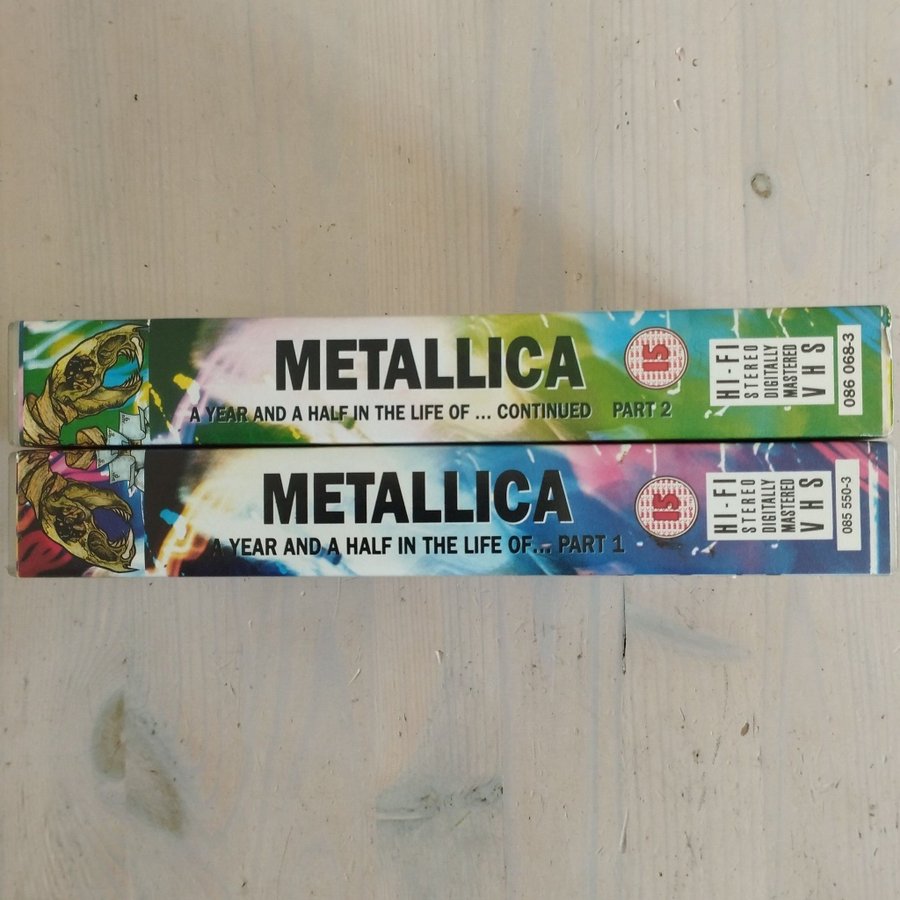 METALLICA
A YEAR AND A HALF IN THE LIFE OF ... CONTINUED PART 2
15
HI-FI
STEREO
DIGITALLY
MASTERED
VHS
086 068-3
METALLICA
A YEAR AND A HALF IN THE LIFE OF... PART 1
15
HI-FI
STEREO
DIGITALLY
MASTERED
VHS
085 550-3